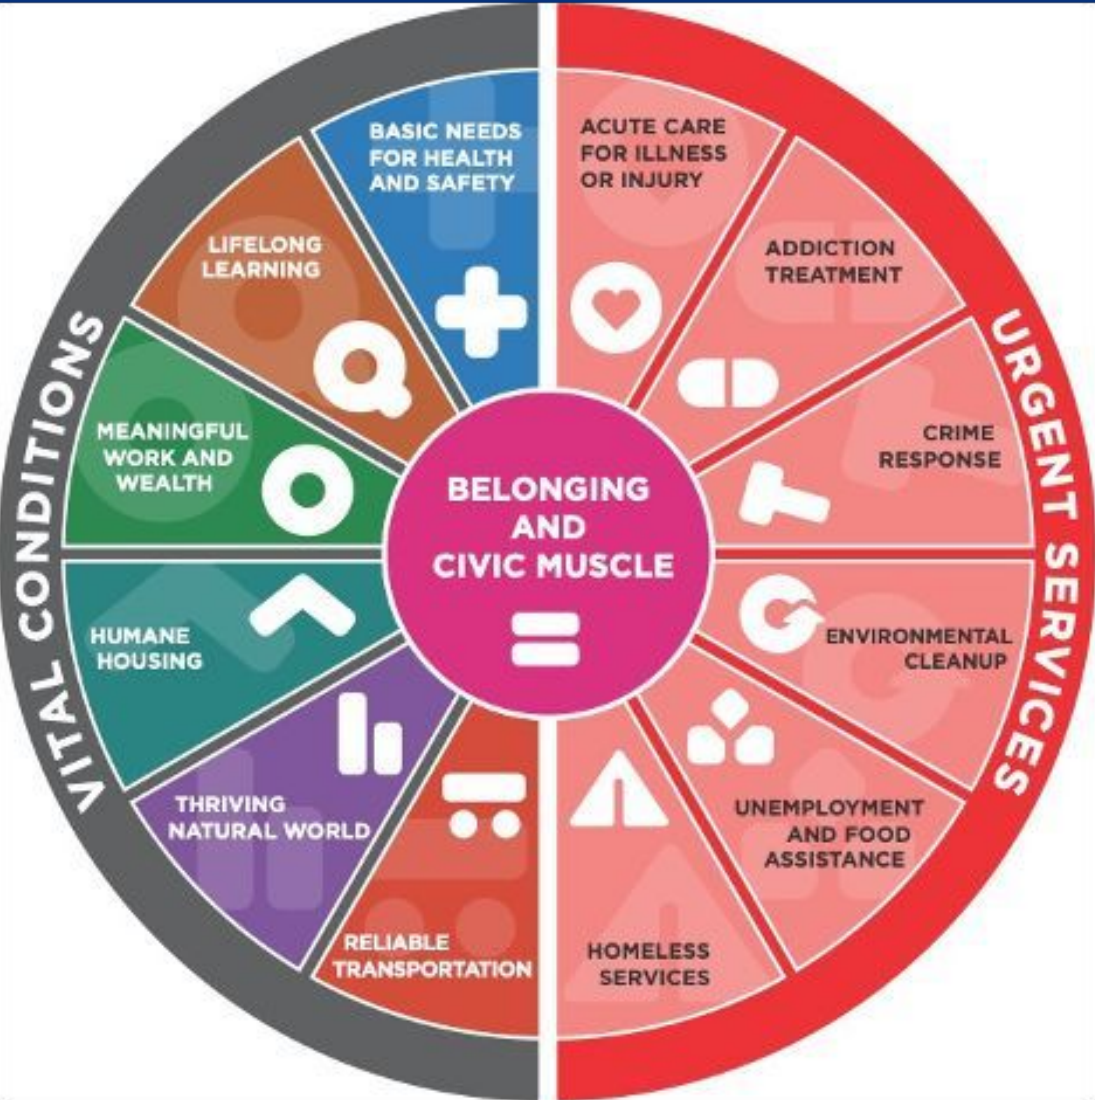 BASIC NEEDS
FOR HEALTH
AND SAFETY
LIFELONG
LEARNING
MEANINGFUL
WORK AND
WEALTH
HUMANE
HOUSING
THRIVING
NATURAL WORLD
RELIABLE
TRANSPORTATION
VITAL CONDITIONS
BELONGING
AND
CIVIC MUSCLE
ACUTE CARE
FOR ILLNESS
OR INJURY
ADDICTION
TREATMENT
CRIME
RESPONSE
ENVIRONMENTAL
CLEANUP
UNEMPLOYMENT
AND FOOD
ASSISTANCE
HOMELESS
SERVICES
URGENT SERVICES